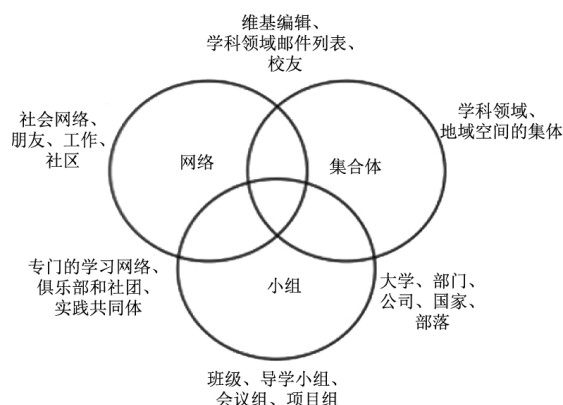 维基编辑、
学科领域邮件列表、
校友
社会网络、
朋友、工作、
社区
学科领域、
地域空间的集体
网络
集合体
专门的学习网络、
俱乐部和社团、
实践共同体
小组
大学、部门、
公司、国家、
部落
班级、导学小组、
会议组、项目组